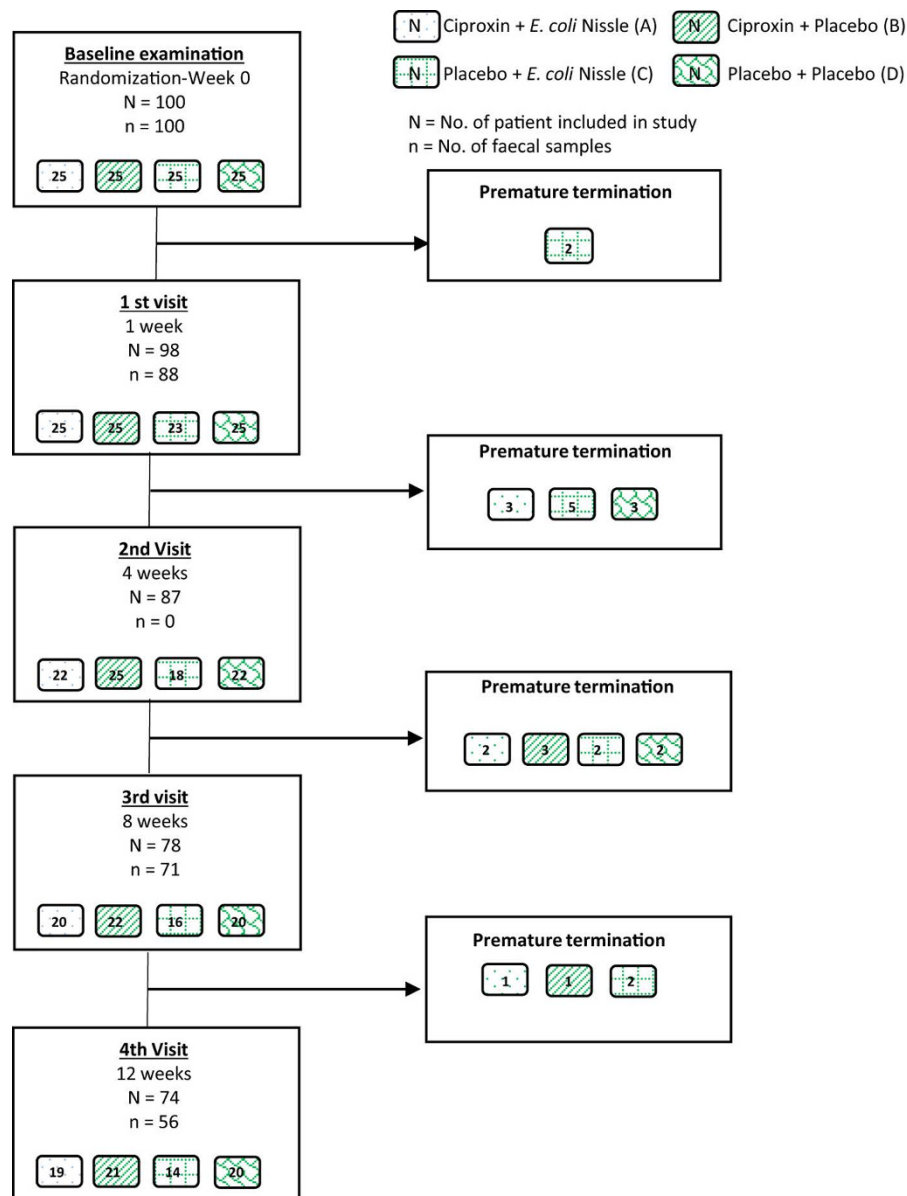 N Ciproxin + E. coli Nissle (A)
N Ciproxin + Placebo (B)
N Placebo + E. coli Nissle (C)
N Placebo + Placebo (D)
N = No. of patient included in study
n = No. of faecal samples
Baseline examination
Randomization-Week 0
N = 100
n = 100
25 25 25 25
Premature termination
2
1 st visit
1 week
N = 98
n = 88
25 25 23 25
Premature termination
3 5 3
2nd Visit
4 weeks
N = 87
n = 0
22 25 18 22
Premature termination
2 3 2 2
3rd visit
8 weeks
N = 78
n = 71
20 22 16 20
Premature termination
1 1 2
4th Visit
12 weeks
N = 74
n = 56
19 21 14 20